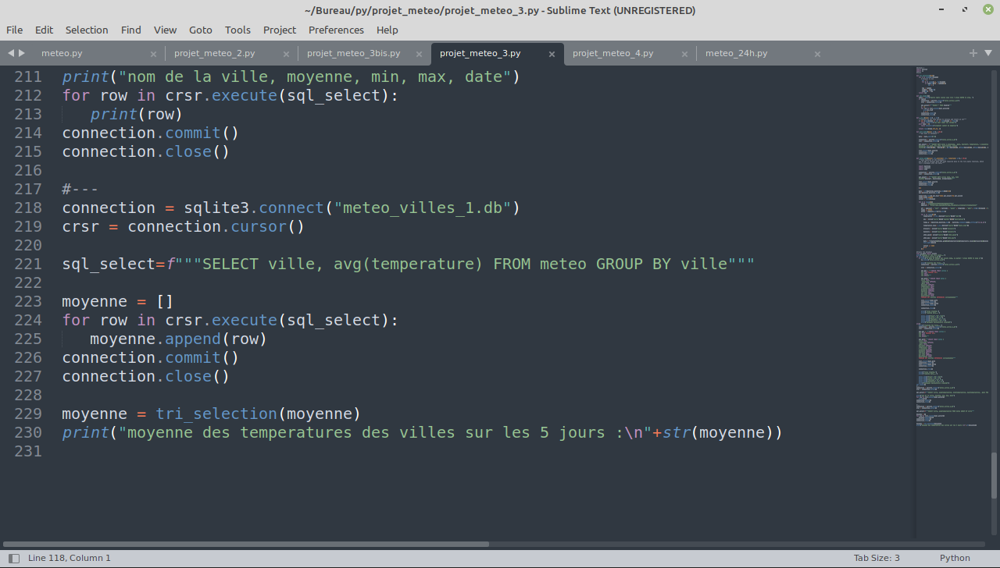 ~/Bureau/py/projet_meteo/projet_meteo_3.py - Sublime Text (UNREGISTERED)
File Edit Selection Find View Goto Tools Project Preferences Help
meteo.py projet_meteo_2.py projet_meteo_3bis.py projet_meteo_3.py projet_meteo_4.py meteo_24h.py
211 print("nom de la ville, moyenne, min, max, date")
212 for row in crsr.execute(sql_select):
213    print(row)
214 connection.commit()
215 connection.close()
216
217 #---
218 connection = sqlite3.connect("meteo_villes_1.db")
219 crsr = connection.cursor()
220
221 sql_select=f"""SELECT ville, avg(temperature) FROM meteo GROUP BY ville"""
222
223 moyenne = []
224 for row in crsr.execute(sql_select):
225    moyenne.append(row)
226 connection.commit()
227 connection.close()
228
229 moyenne = tri_selection(moyenne)
230 print("moyenne des temperatures des villes sur les 5 jours :\n"+str(moyenne))
231
Line 118, Column 1 Tab Size: 3 Python